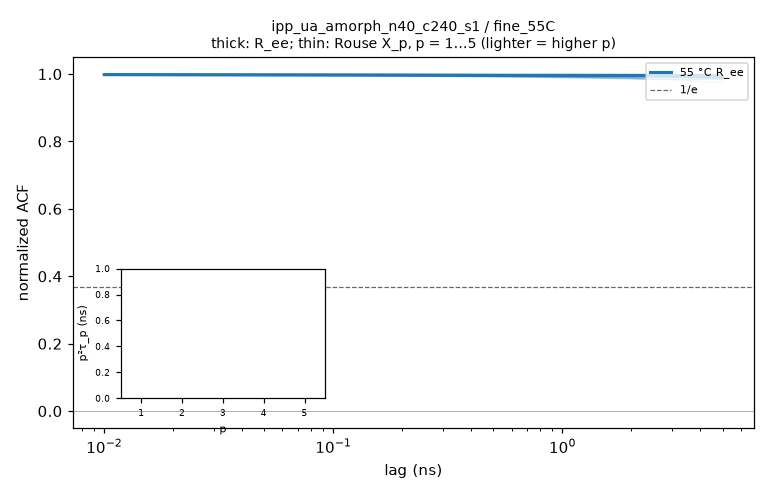 ipp_ua_amorph_n40_c240_s1 / fine_55C
thick: R_ee; thin: Rouse X_p, p = 1…5 (lighter = higher p)
1.0
0.8
0.6
0.4
0.2
0.0
normalized ACF
55 °C R_ee
1/e
1.0
0.8
0.6
0.4
0.2
0.0
p²τ_p (ns)
1 2 3 4 5
p
10⁻² 10⁻¹ 10⁰
lag (ns)